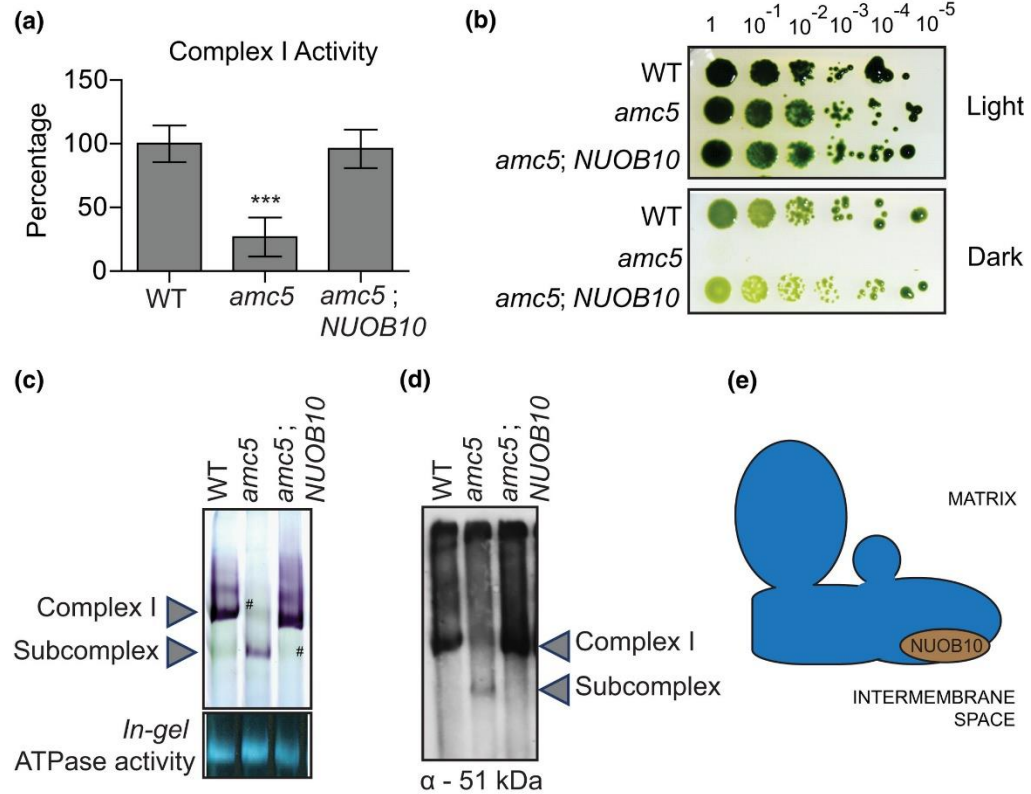 (a)
Complex I Activity
Percentage
150
100
50
0
***
WT
amc5
amc5 ;
NUOB10
(b)
1 10-1 10-2 10-3 10-4 10-5
WT
amc5
amc5; NUOB10
Light
WT
amc5
amc5; NUOB10
Dark
(c)
WT
amc5
amc5 ;
NUOB10
Complex I
#
Subcomplex
#
In-gel
ATPase activity
(d)
WT
amc5
amc5 ;
NUOB10
Complex I
Subcomplex
α - 51 kDa
(e)
MATRIX
NUOB10
INTERMEMBRANE
SPACE